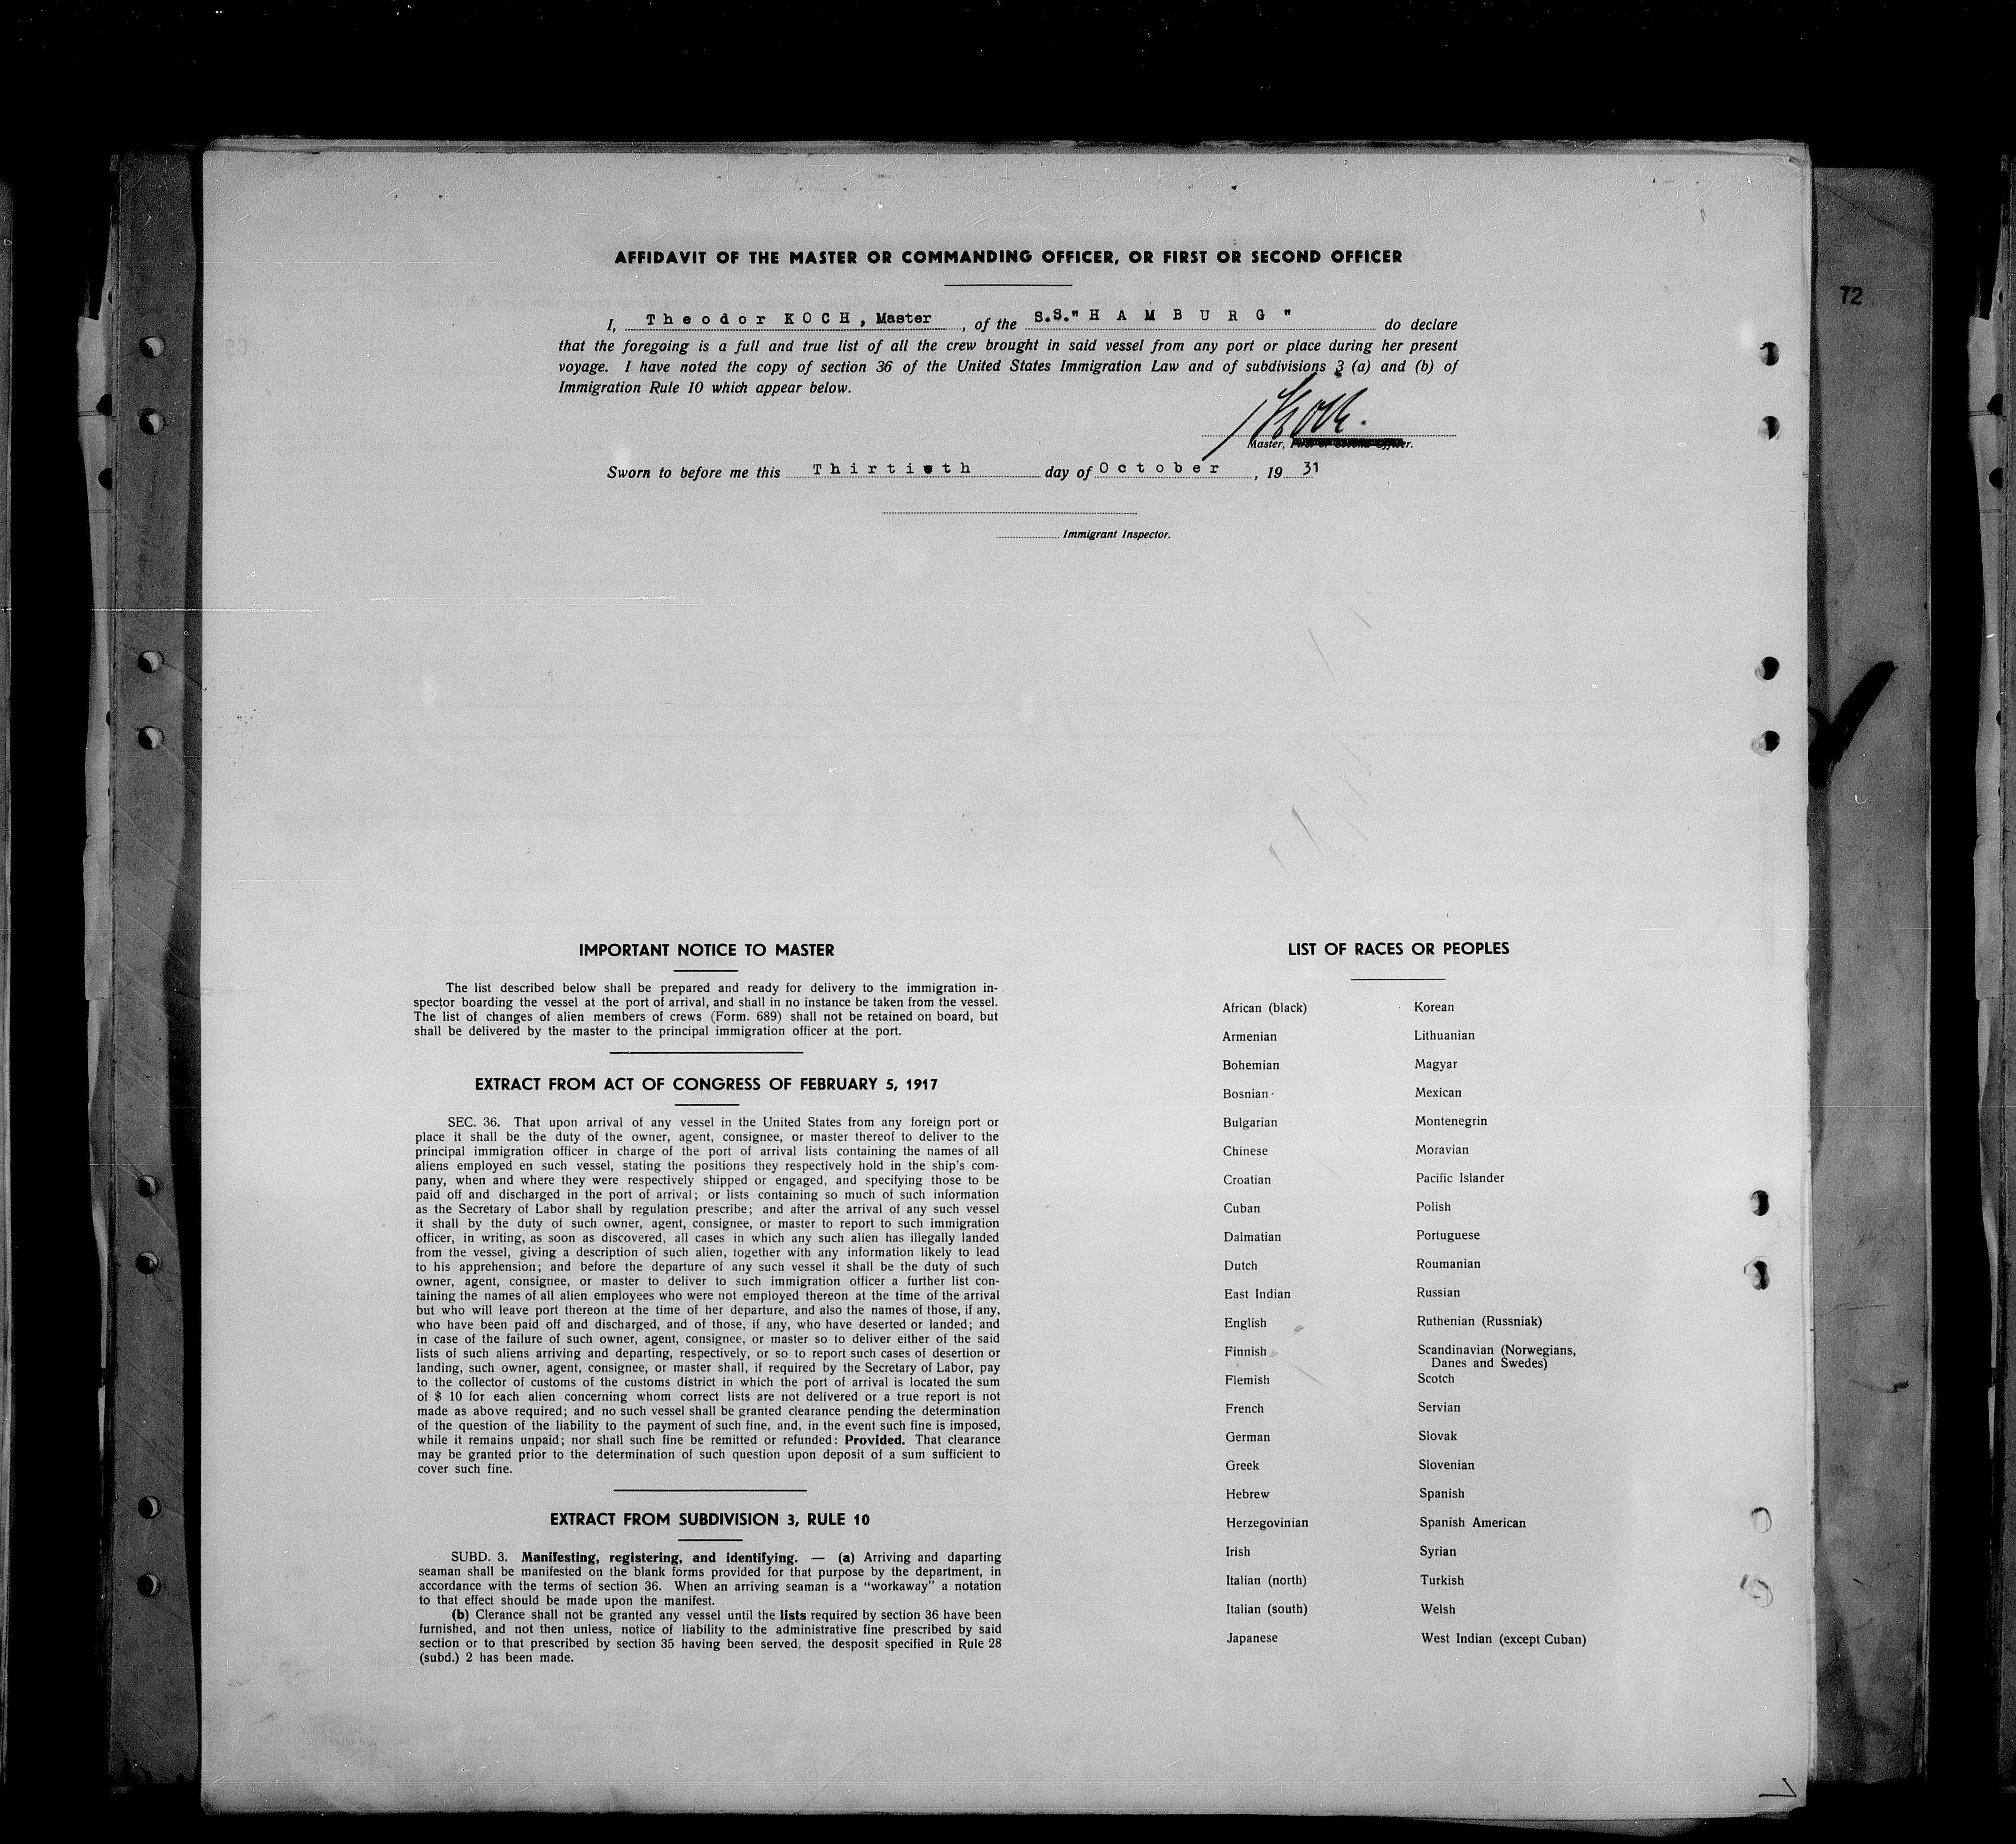 AFFIDAVIT OF THE MASTER OR COMMANDING OFFICER, OR FIRST OR SECOND OFFICER
I, Theodor KOCH, Master, of the S.S." H A M B U R G " do declare
that the foregoing is a full and true list of all the crew brought in said vessel from any port or place during her present
voyage. I have noted the copy of section 36 of the United States Immigration Law and of subdivisions 3 (a) and (b) of
Immigration Rule 10 which appear below.
Koch.
Master,
Sworn to before me this Thirtieth day of October, 19 31
Immigrant Inspector.
72
IMPORTANT NOTICE TO MASTER
The list described below shall be prepared and ready for delivery to the immigration in-
spector boarding the vessel at the port of arrival, and shall in no instance be taken from the vessel.
The list of changes of alien members of crews (Form. 689) shall not be retained on board, but
shall be delivered by the master to the principal immigration officer at the port.
EXTRACT FROM ACT OF CONGRESS OF FEBRUARY 5, 1917
SEC. 36. That upon arrival of any vessel in the United States from any foreign port or
place it shall be the duty of the owner, agent, consignee, or master thereof to deliver to the
principal immigration officer in charge of the port of arrival lists containing the names of all
aliens employed en such vessel, stating the positions they respectively hold in the ship's com-
pany, when and where they were respectively shipped or engaged, and specifying those to be
paid off and discharged in the port of arrival; or lists containing so much of such information
as the Secretary of Labor shall by regulation prescribe; and after the arrival of any such vessel
it shall by the duty of such owner, agent, consignee, or master to report to such immigration
officer, in writing, as soon as discovered, all cases in which any such alien has illegally landed
from the vessel, giving a description of such alien, together with any information likely to lead
to his apprehension; and before the departure of any such vessel it shall be the duty of such
owner, agent, consignee, or master to deliver to such immigration officer a further list con-
taining the names of all alien employees who were not employed thereon at the time of the arrival
but who will leave port thereon at the time of her departure, and also the names of those, if any,
who have been paid off and discharged, and of those, if any, who have deserted or landed; and
in case of the failure of such owner, agent, consignee, or master so to deliver either of the said
lists of such aliens arriving and departing, respectively, or so to report such cases of desertion or
landing, such owner, agent, consignee, or master shall, if required by the Secretary of Labor, pay
to the collector of customs of the customs district in which the port of arrival is located the sum
of $ 10 for each alien concerning whom correct lists are not delivered or a true report is not
made as above required; and no such vessel shall be granted clearance pending the determination
of the question of the liability to the payment of such fine, and, in the event such fine is imposed,
while it remains unpaid; nor shall such fine be remitted or refunded: Provided. That clearance
may be granted prior to the determination of such question upon deposit of a sum sufficient to
cover such fine.
EXTRACT FROM SUBDIVISION 3, RULE 10
SUBD. 3. Manifesting, registering, and identifying. — (a) Arriving and daparting
seaman shall be manifested on the blank forms provided for that purpose by the department, in
accordance with the terms of section 36. When an arriving seaman is a “workaway” a notation
to that effect should be made upon the manifest.
(b) Clerance shall not be granted any vessel until the lists required by section 36 have been
furnished, and not then unless, notice of liability to the administrative fine prescribed by said
section or to that prescribed by section 35 having been served, the desposit specified in Rule 28
(subd.) 2 has been made.
LIST OF RACES OR PEOPLES
African (black)
Armenian
Bohemian
Bosnian
Bulgarian
Chinese
Croatian
Cuban
Dalmatian
Dutch
East Indian
English
Finnish
Flemish
French
German
Greek
Hebrew
Herzegovinian
Irish
Italian (north)
Italian (south)
Japanese
Korean
Lithuanian
Magyar
Mexican
Montenegrin
Moravian
Pacific Islander
Polish
Portuguese
Roumanian
Russian
Ruthenian (Russniak)
Scandinavian (Norwegians,
Danes and Swedes)
Scotch
Servian
Slovak
Slovenian
Spanish
Spanish American
Syrian
Turkish
Welsh
West Indian (except Cuban)